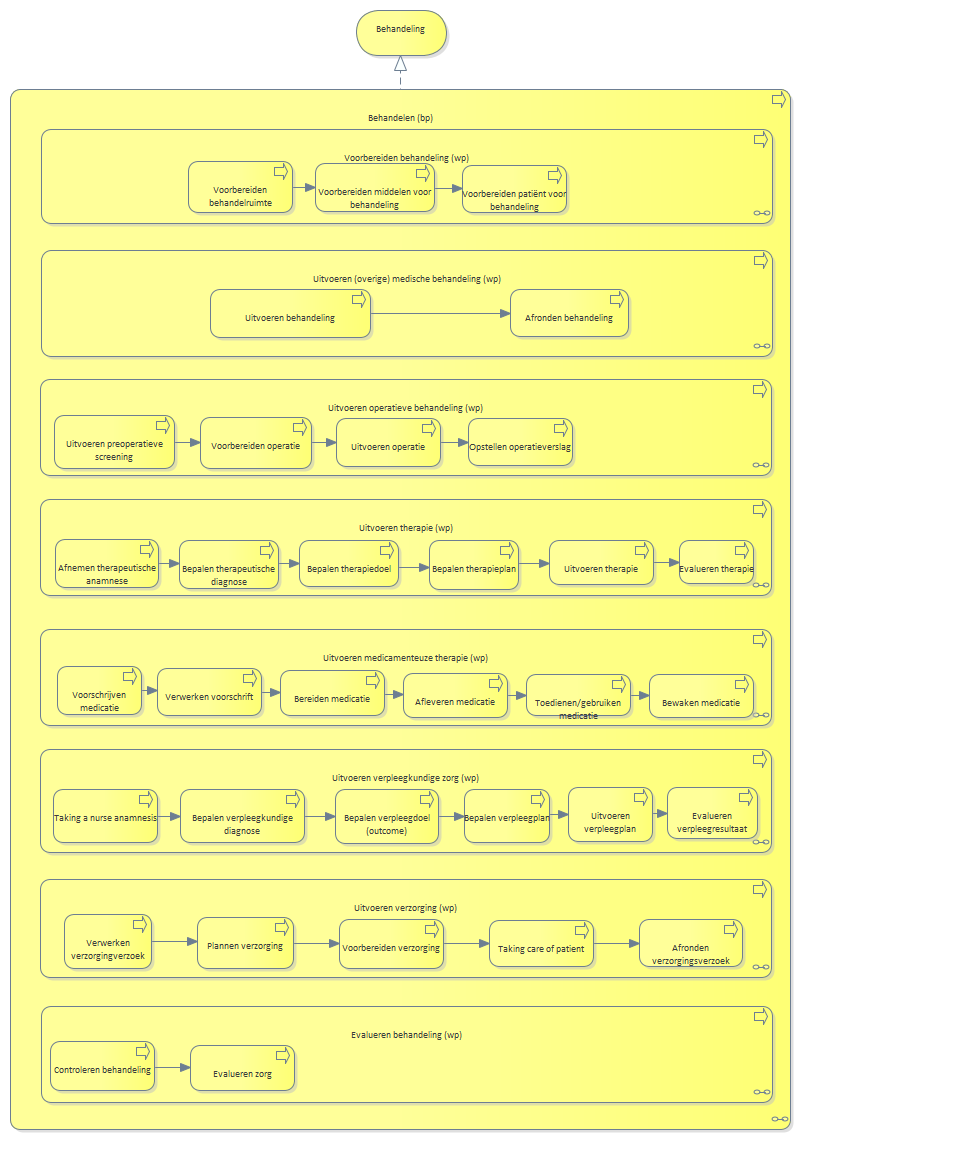 Behandeling
Behandelen (bp)
Voorbereiden behandeling (wp)
Voorbereiden
behandelruimte
Voorbereiden middelen voor
behandeling
Voorbereiden patiënt voor
behandeling
Uitvoeren (overige) medische behandeling (wp)
Uitvoeren behandeling
Afronden behandeling
Uitvoeren operatieve behandeling (wp)
Uitvoeren preoperatieve
screening
Voorbereiden operatie
Uitvoeren operatie
Opstellen operatieverslag
Uitvoeren therapie (wp)
Afnemen therapeutische
anamnese
Bepalen therapeutische
diagnose
Bepalen therapiedoel
Bepalen therapieplan
Uitvoeren therapie
Evalueren therapie
Uitvoeren medicamenteuze therapie (wp)
Voorschrijven
medicatie
Verwerken voorschrift
Bereiden medicatie
Afleveren medicatie
Toedienen/gebruiken
medicatie
Bewaken medicatie
Uitvoeren verpleegkundige zorg (wp)
Taking a nurse anamnesis
Bepalen verpleegkundige
diagnose
Bepalen verpleegdoel
(outcome)
Bepalen verpleegplan
Uitvoeren
verpleegplan
Evalueren
verpleegresultaat
Uitvoeren verzorging (wp)
Verwerken
verzorgingverzoek
Plannen verzorging
Voorbereiden verzorging
Taking care of patient
Afronden
verzorgingsverzoek
Evalueren behandeling (wp)
Controleren behandeling
Evalueren zorg